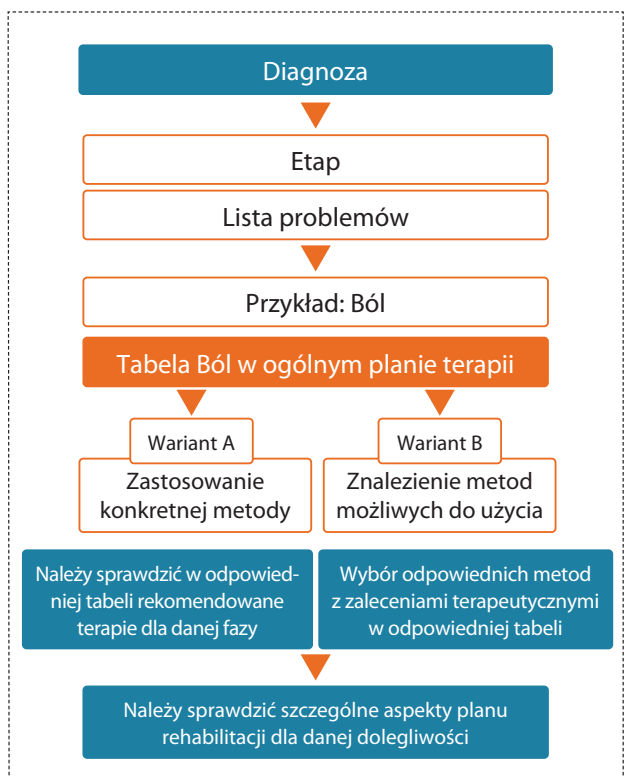 Diagnoza
Etap
Lista problemów
Przykład: Ból
Tabela Ból w ogólnym planie terapii
Wariant A
Zastosowanie
konkretnej metody
Wariant B
Znalezienie metod
możliwych do użycia
Należy sprawdzić w odpowied-
niej tabeli rekomendowane
terapie dla danej fazy
Wybór odpowiednich metod
z zaleceniami terapeutycznymi
w odpowiedniej tabeli
Należy sprawdzić szczególne aspekty planu
rehabilitacji dla danej dolegliwości